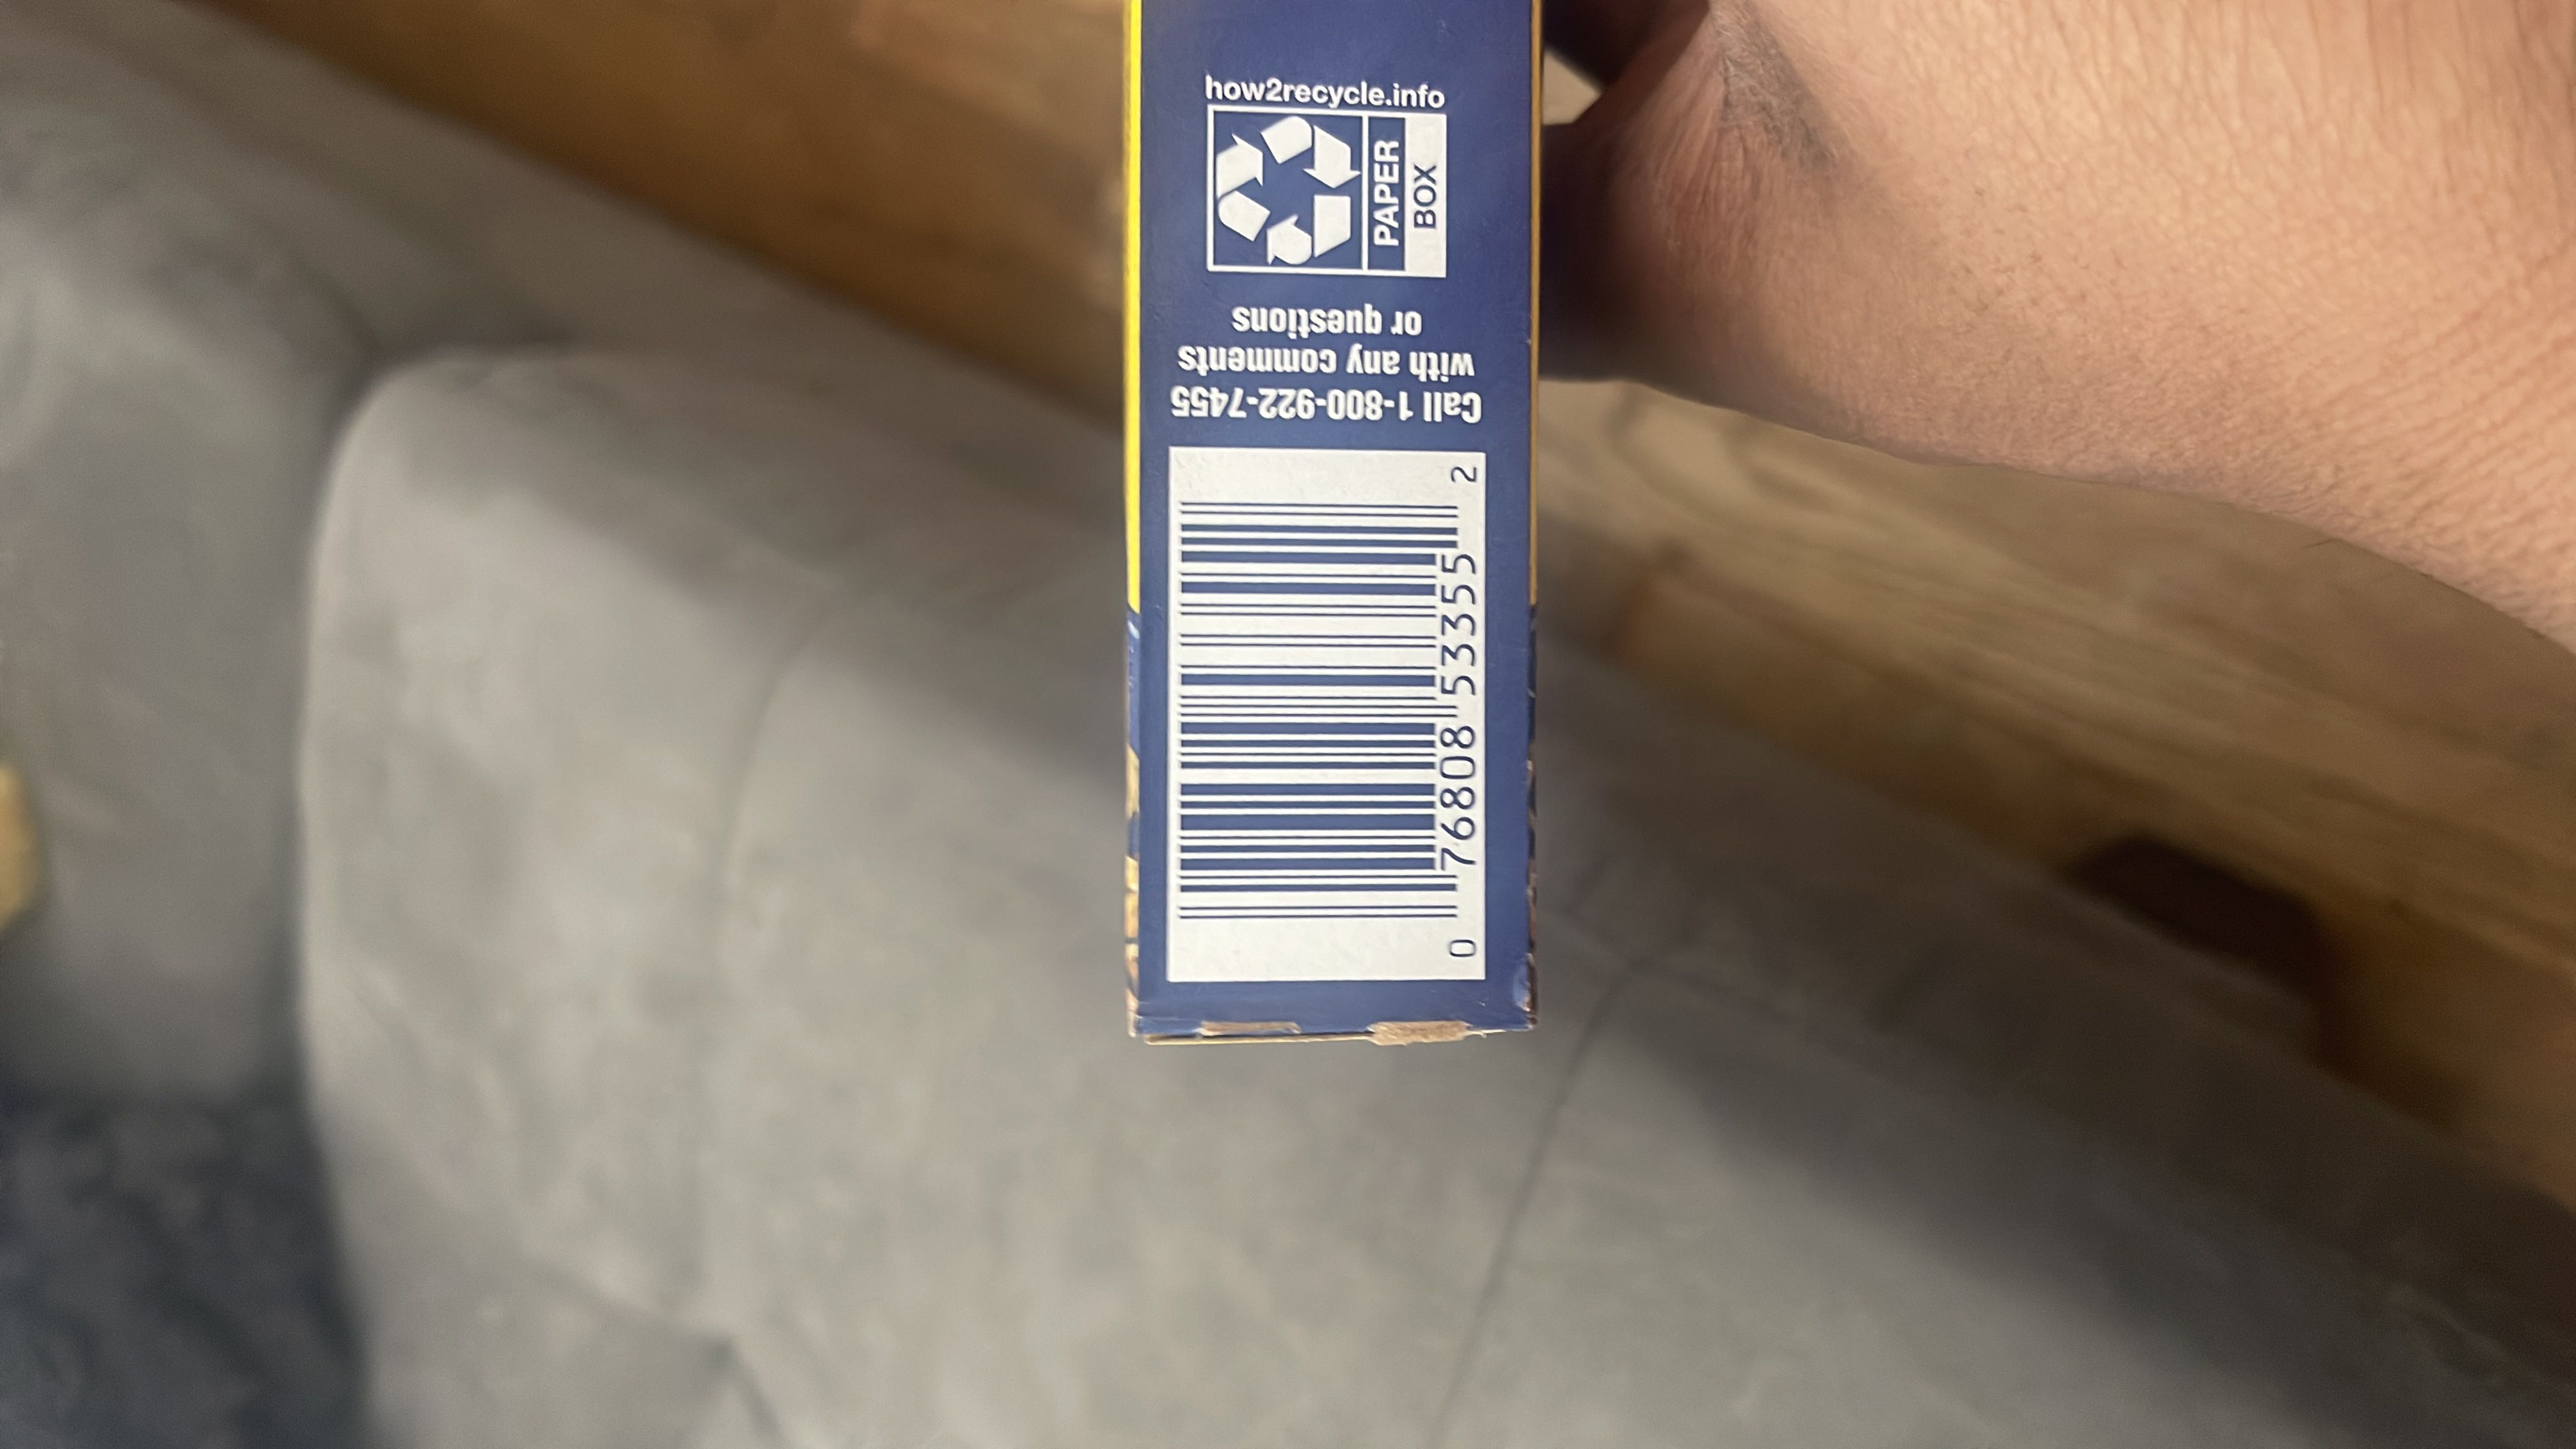 how2recycle.info
PAPER
BOX
Call 1-800-922-7455
with any comments
or questions
0 76808 53355 2